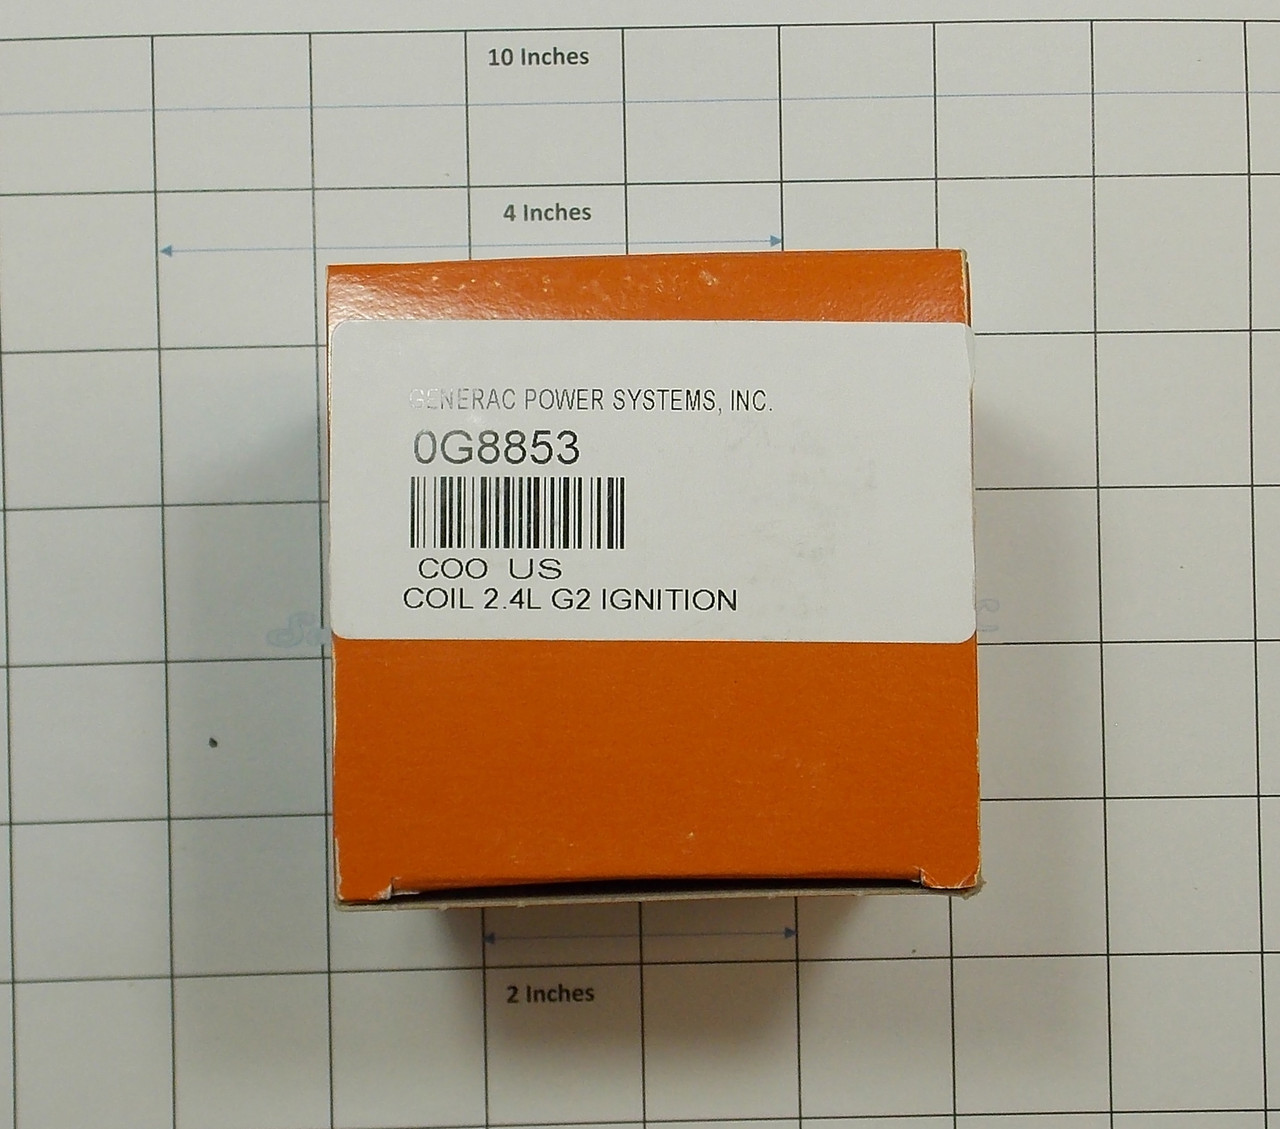 10 Inches
4 Inches
GENERAC POWER SYSTEMS, INC.
0G8853
COO US
COIL 2.4L G2 IGNITION
2 Inches